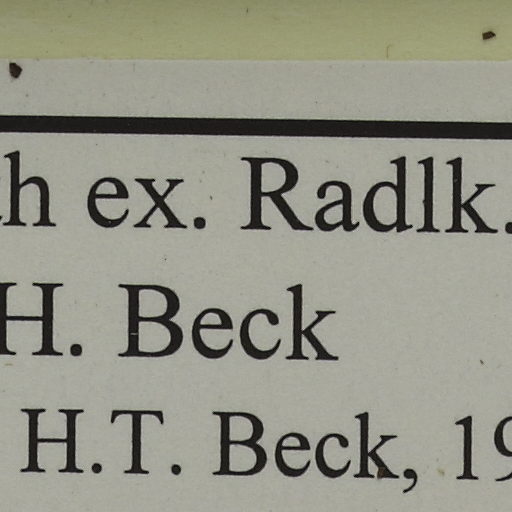 h ex. Radlk.
H. Beck
H.T. Beck, 19